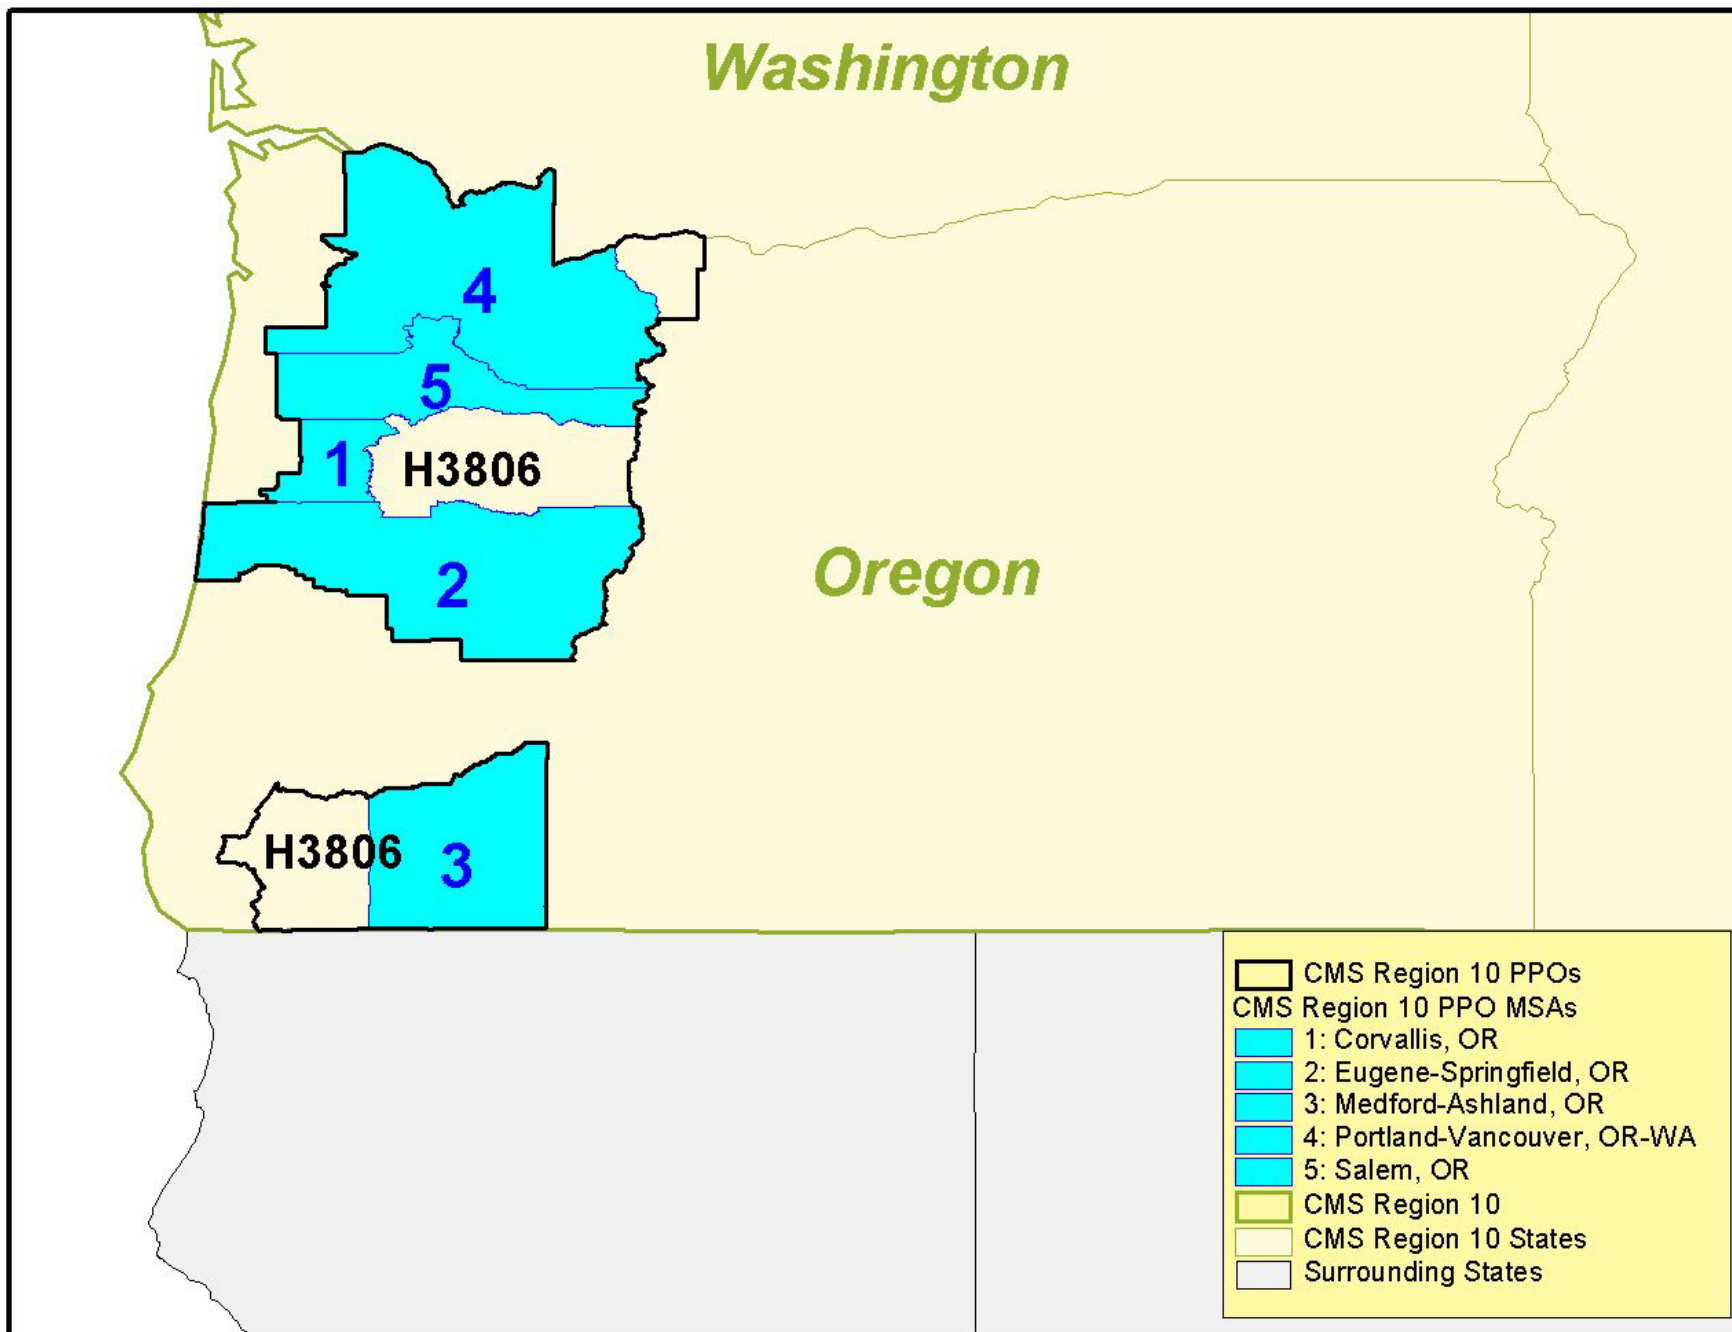 Washington
4
5
1
H3806
2
Oregon
H3806
3
CMS Region 10 PPOs
CMS Region 10 PPO MSAs
1: Corvallis, OR
2: Eugene-Springfield, OR
3: Medford-Ashland, OR
4: Portland-Vancouver, OR-WA
5: Salem, OR
CMS Region 10
CMS Region 10 States
Surrounding States